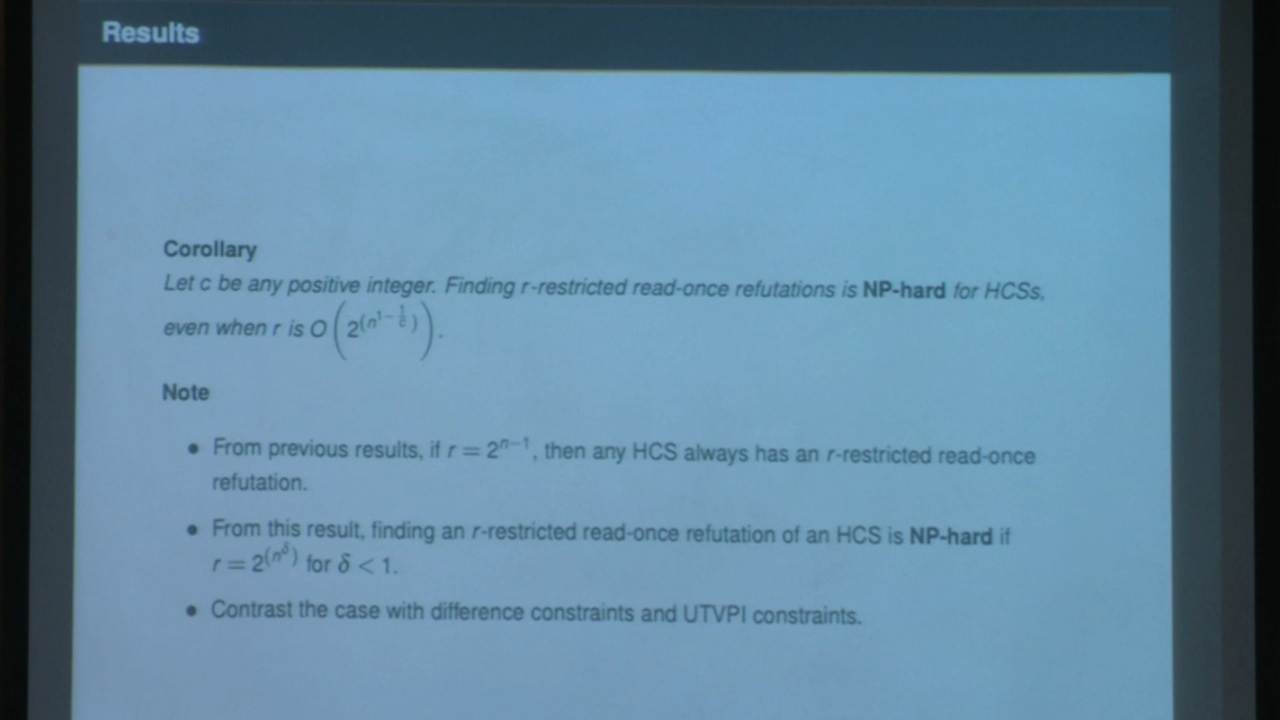 Results
Corollary
Let c be any positive integer. Finding r-restricted read-once refutations is NP-hard for HCSs,
even when r is O(2^(n^{1-1/c})).
Note
• From previous results, if r = 2^{n-1}, then any HCS always has an r-restricted read-once
refutation.
• From this result, finding an r-restricted read-once refutation of an HCS is NP-hard if
r = 2^(n^δ) for δ < 1.
• Contrast the case with difference constraints and UTVPI constraints.